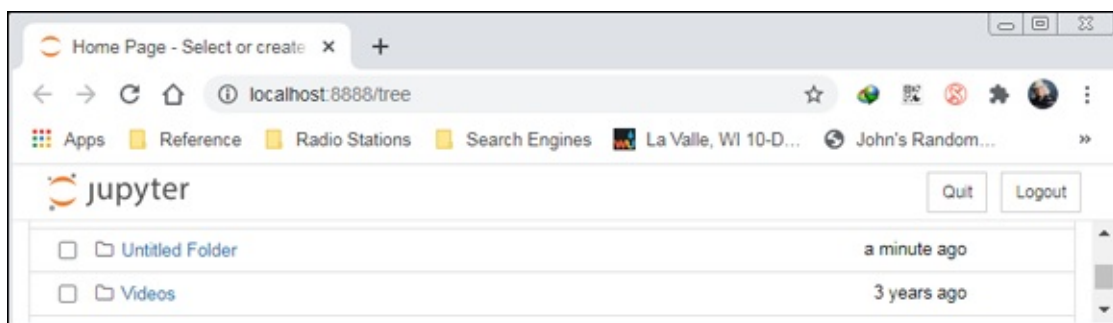 Home Page - Select or create
localhost:8888/tree
Apps Reference Radio Stations Search Engines La Valle, WI 10-D... John's Random... »
jupyter Quit Logout
Untitled Folder a minute ago
Videos 3 years ago